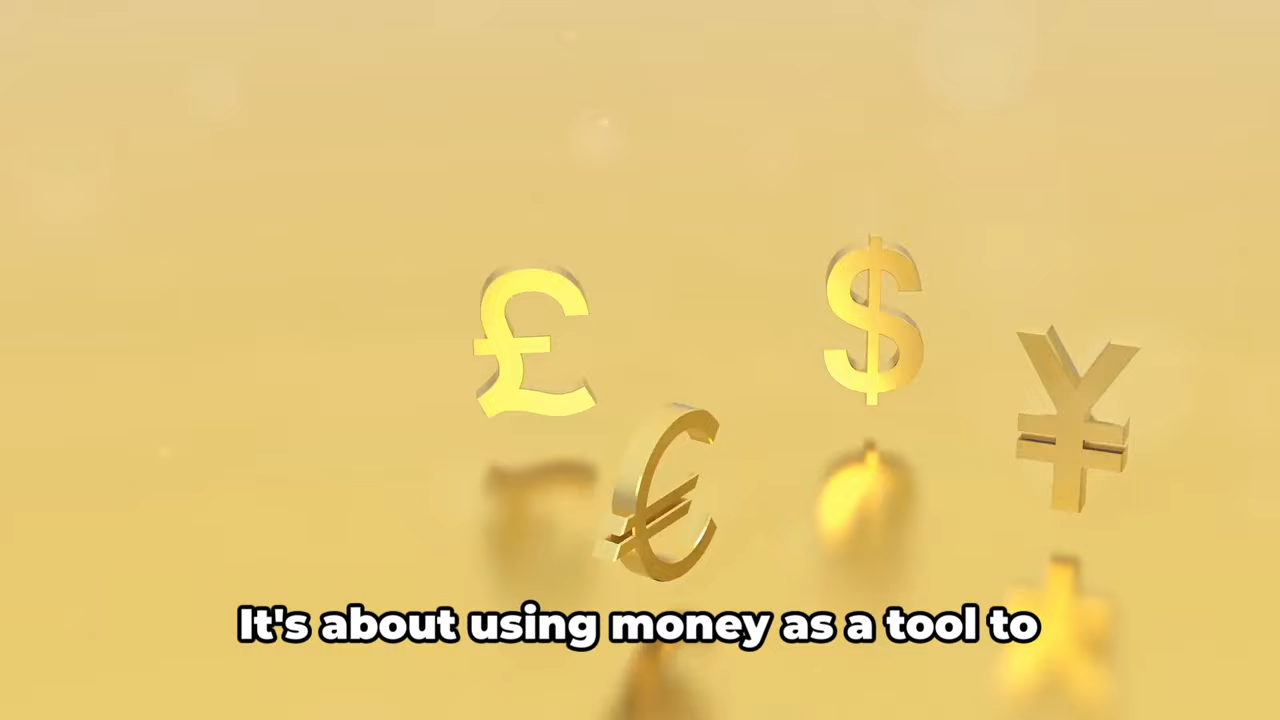 £ $
€ ¥
It's about using money as a tool to